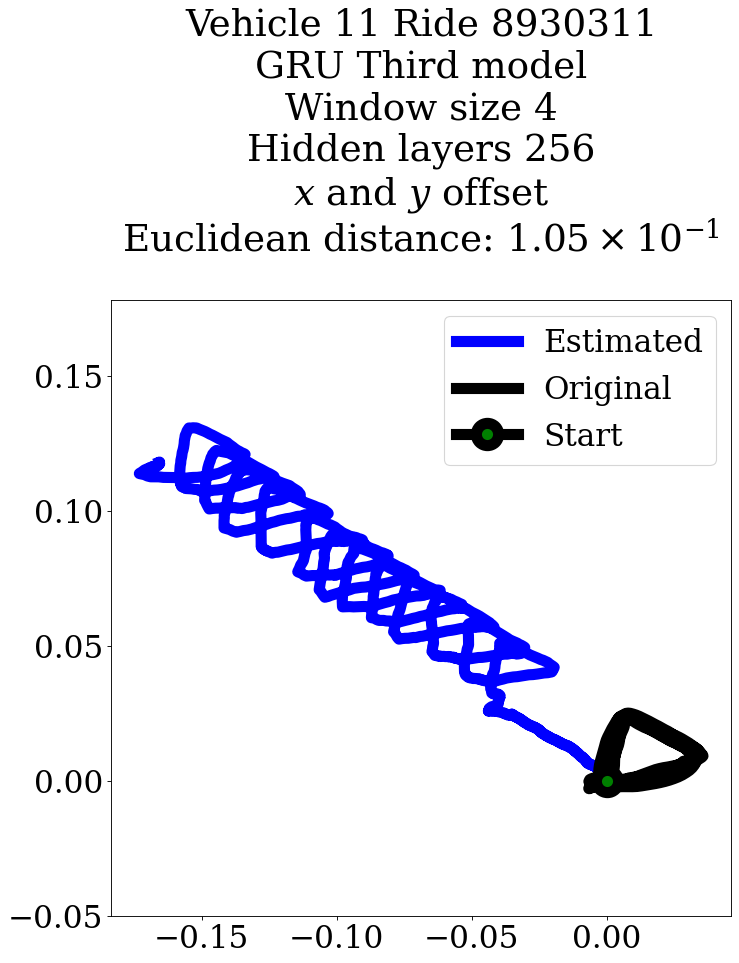 Vehicle 11 Ride 8930311
GRU Third model
Window size 4
Hidden layers 256
x and y offset
Euclidean distance: 1.05 × 10⁻¹
Estimated
Original
Start
0.15
0.10
0.05
0.00
−0.05
−0.15 −0.10 −0.05 0.00